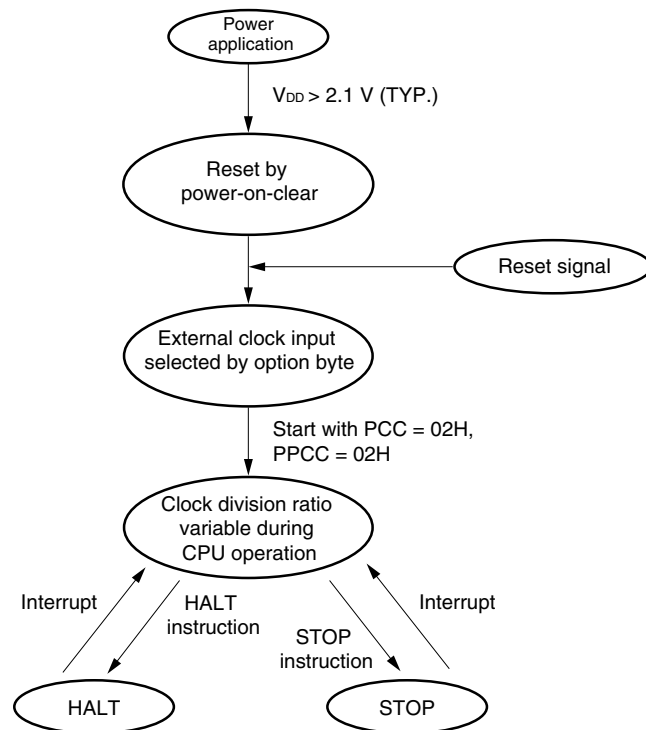 Power
application
VDD > 2.1 V (TYP.)
Reset by
power-on-clear
Reset signal
External clock input
selected by option byte
Start with PCC = 02H,
PPCC = 02H
Clock division ratio
variable during
CPU operation
Interrupt
HALT
instruction
STOP
instruction
Interrupt
HALT
STOP